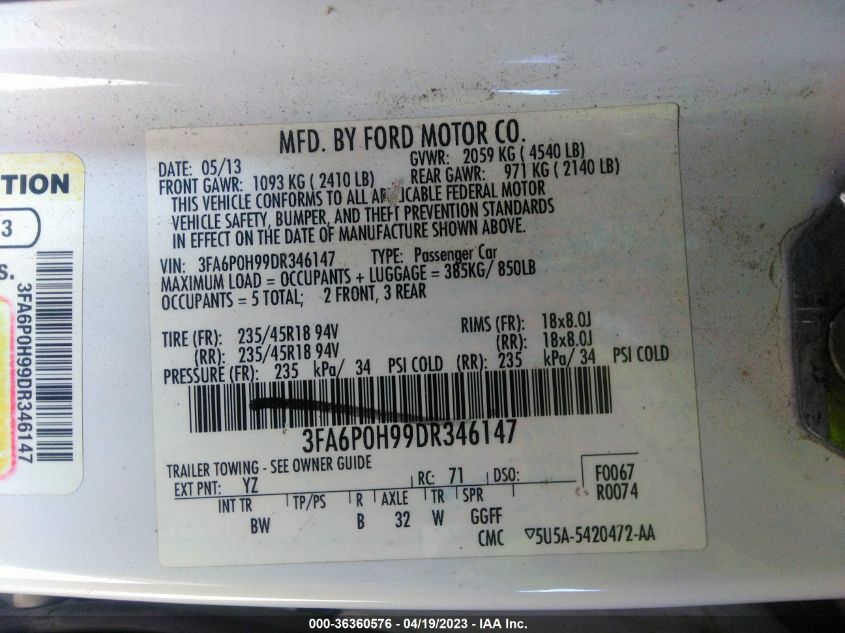 MFD. BY FORD MOTOR CO.
DATE: 05/13 GVWR: 2059 KG ( 4540 LB)
FRONT GAWR: 1093 KG ( 2410 LB) REAR GAWR: 971 KG ( 2140 LB)
THIS VEHICLE CONFORMS TO ALL APPLICABLE FEDERAL MOTOR
VEHICLE SAFETY, BUMPER, AND THEFT PREVENTION STANDARDS
IN EFFECT ON THE DATE OF MANUFACTURE SHOWN ABOVE.
VIN: 3FA6P0H99DR346147 TYPE: Passenger Car
MAXIMUM LOAD = OCCUPANTS + LUGGAGE = 385KG/ 850LB
OCCUPANTS = 5 TOTAL; 2 FRONT, 3 REAR
TIRE (FR): 235/45R18 94V RIMS (FR): 18x8.0J
(RR): 235/45R18 94V (RR): 18x8.0J
PRESSURE (FR): 235 kPa/ 34 PSI COLD (RR): 235 kPa/ 34 PSI COLD
3FA6P0H99DR346147
TRAILER TOWING - SEE OWNER GUIDE
EXT PNT: YZ RC: 71 DSO: F0067
R0074
INT TR TP/PS R AXLE TR SPR
BW B 32 W GGFF
CMC ▽5U5A-5420472-AA
TION
3
S.
3FA6P0H99DR346147
000-36360576 - 04/19/2023 - IAA Inc.